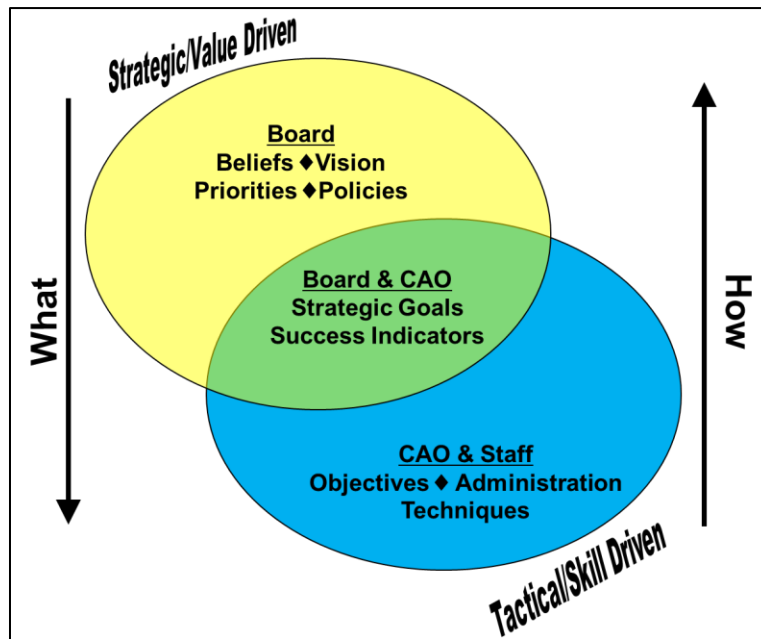 Strategic/Value Driven
Board
Beliefs ♦Vision
Priorities ♦Policies
Board & CAO
Strategic Goals
Success Indicators
What
How
CAO & Staff
Objectives ♦ Administration
Techniques
Tactical/Skill Driven